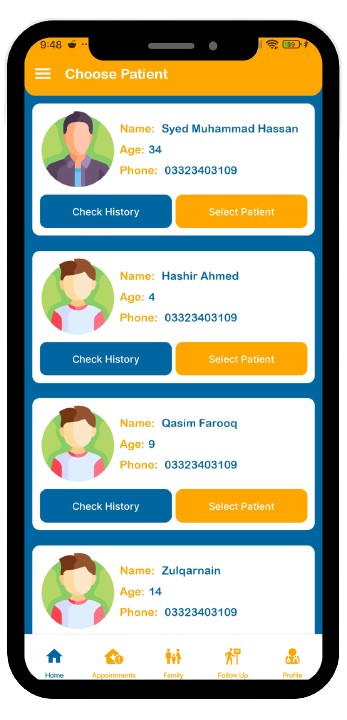 9:48
Choose Patient
Name: Syed Muhammad Hassan
Age: 34
Phone: 03323403109
Check History Select Patient
Name: Hashir Ahmed
Age: 4
Phone: 03323403109
Check History Select Patient
Name: Qasim Farooq
Age: 9
Phone: 03323403109
Check History Select Patient
Name: Zulqarnain
Age: 14
Phone: 03323403109
Home Appointments Family Follow Up Profile